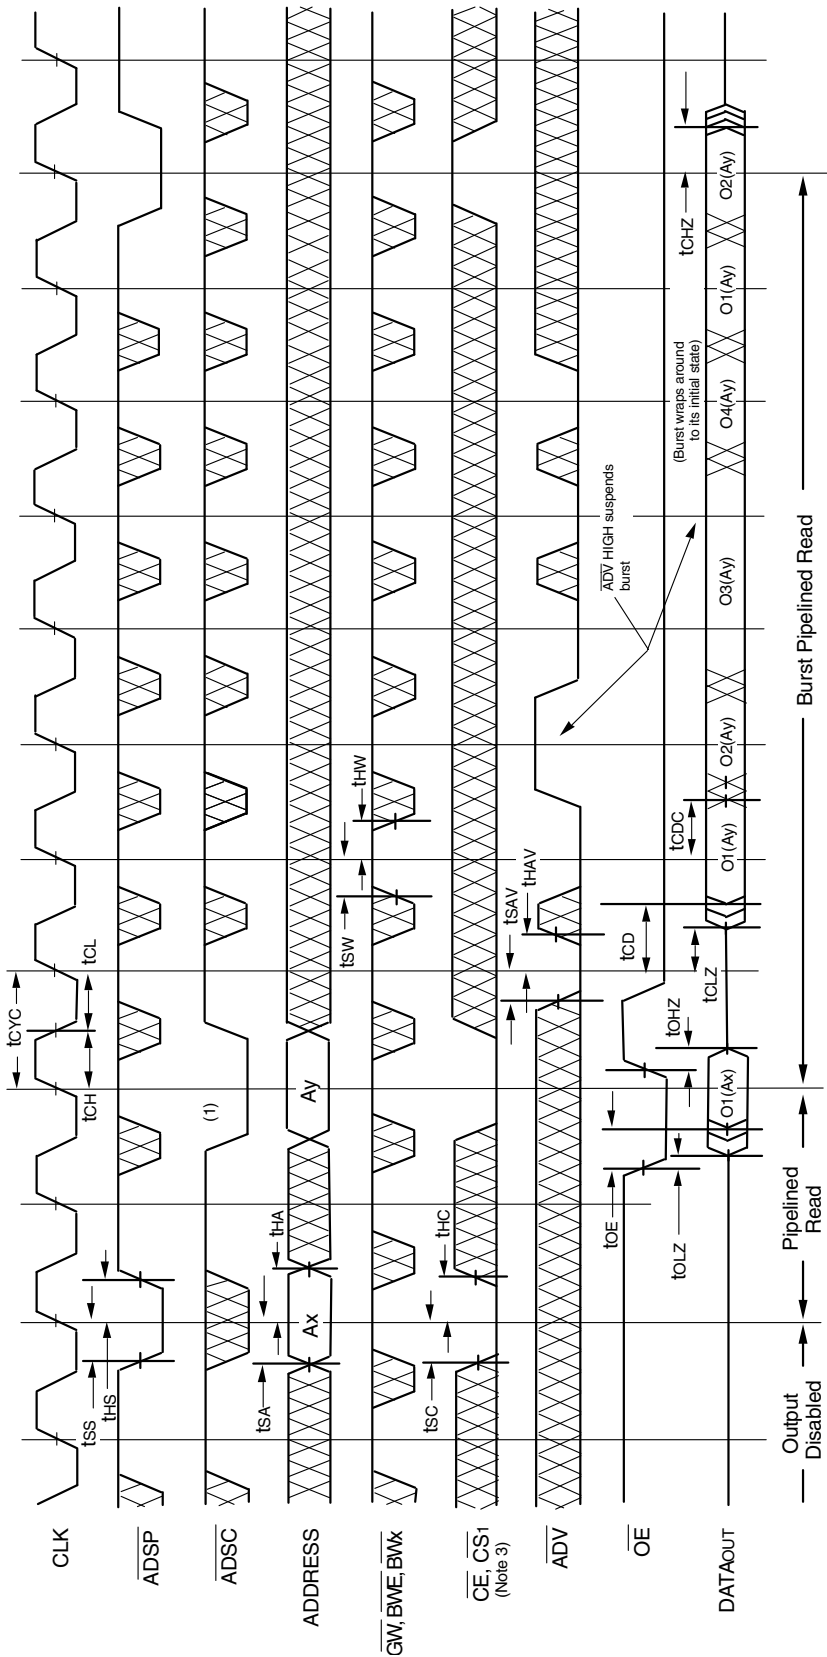 CLK
tCYC
tCH
tCL
ADSP
tSS
tHS
ADSC
(1)
ADDRESS
tSA
tHA
Ax
Ay
GW, BWE, BWx
tSW
tHW
CE, CS1
(Note 3)
tSC
tHC
ADV
tSAV
tHAV
ADV HIGH suspends
burst
OE
tOE
tOHZ
tCD
tOLZ
tCLZ
tCDC
(Burst wraps around
to its initial state)
tCHZ
DATAOUT
O1(Ax)
O1(Ay)
O2(Ay)
O3(Ay)
O4(Ay)
O1(Ay)
O2(Ay)
Output
Disabled
Pipelined
Read
Burst Pipelined Read